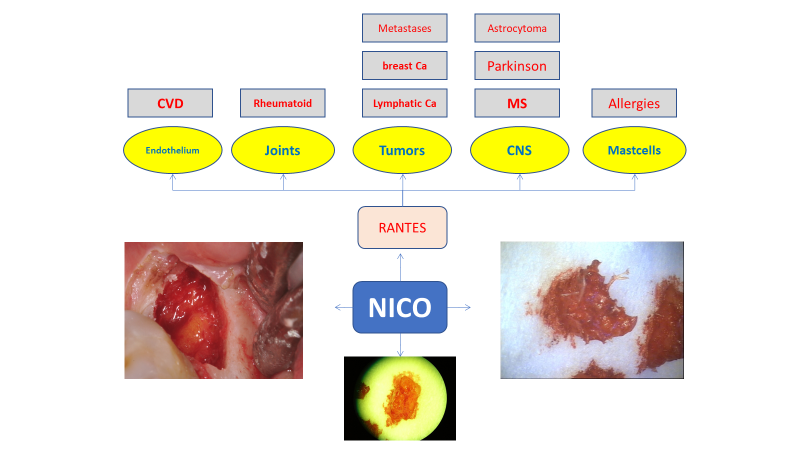 Metastases
Astrocytoma
breast Ca
Parkinson
CVD
Rheumatoid
Lymphatic Ca
MS
Allergies
Endothelium
Joints
Tumors
CNS
Mastcells
RANTES
NICO